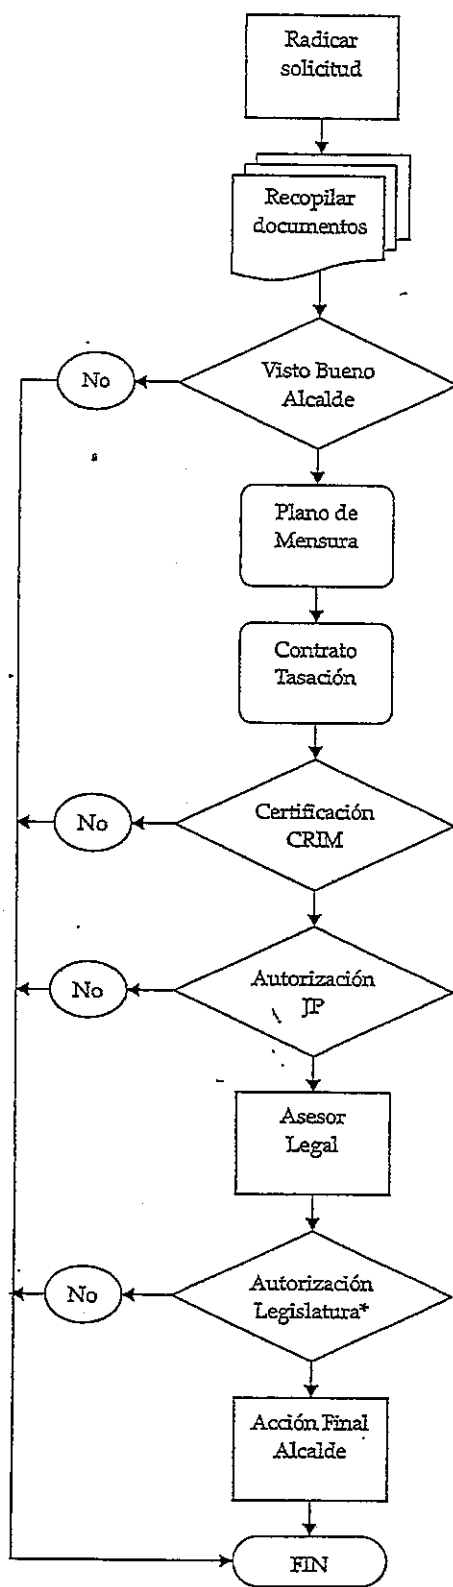 Radicar
solicitud
Recopilar
documentos
No
Visto Bueno
Alcalde
Plano de
Mensura
Contrato
Tasación
No
Certificación
CRIM
No
Autorización
JP
Asesor
Legal
No
Autorización
Legislatura*
Acción Final
Alcalde
FIN